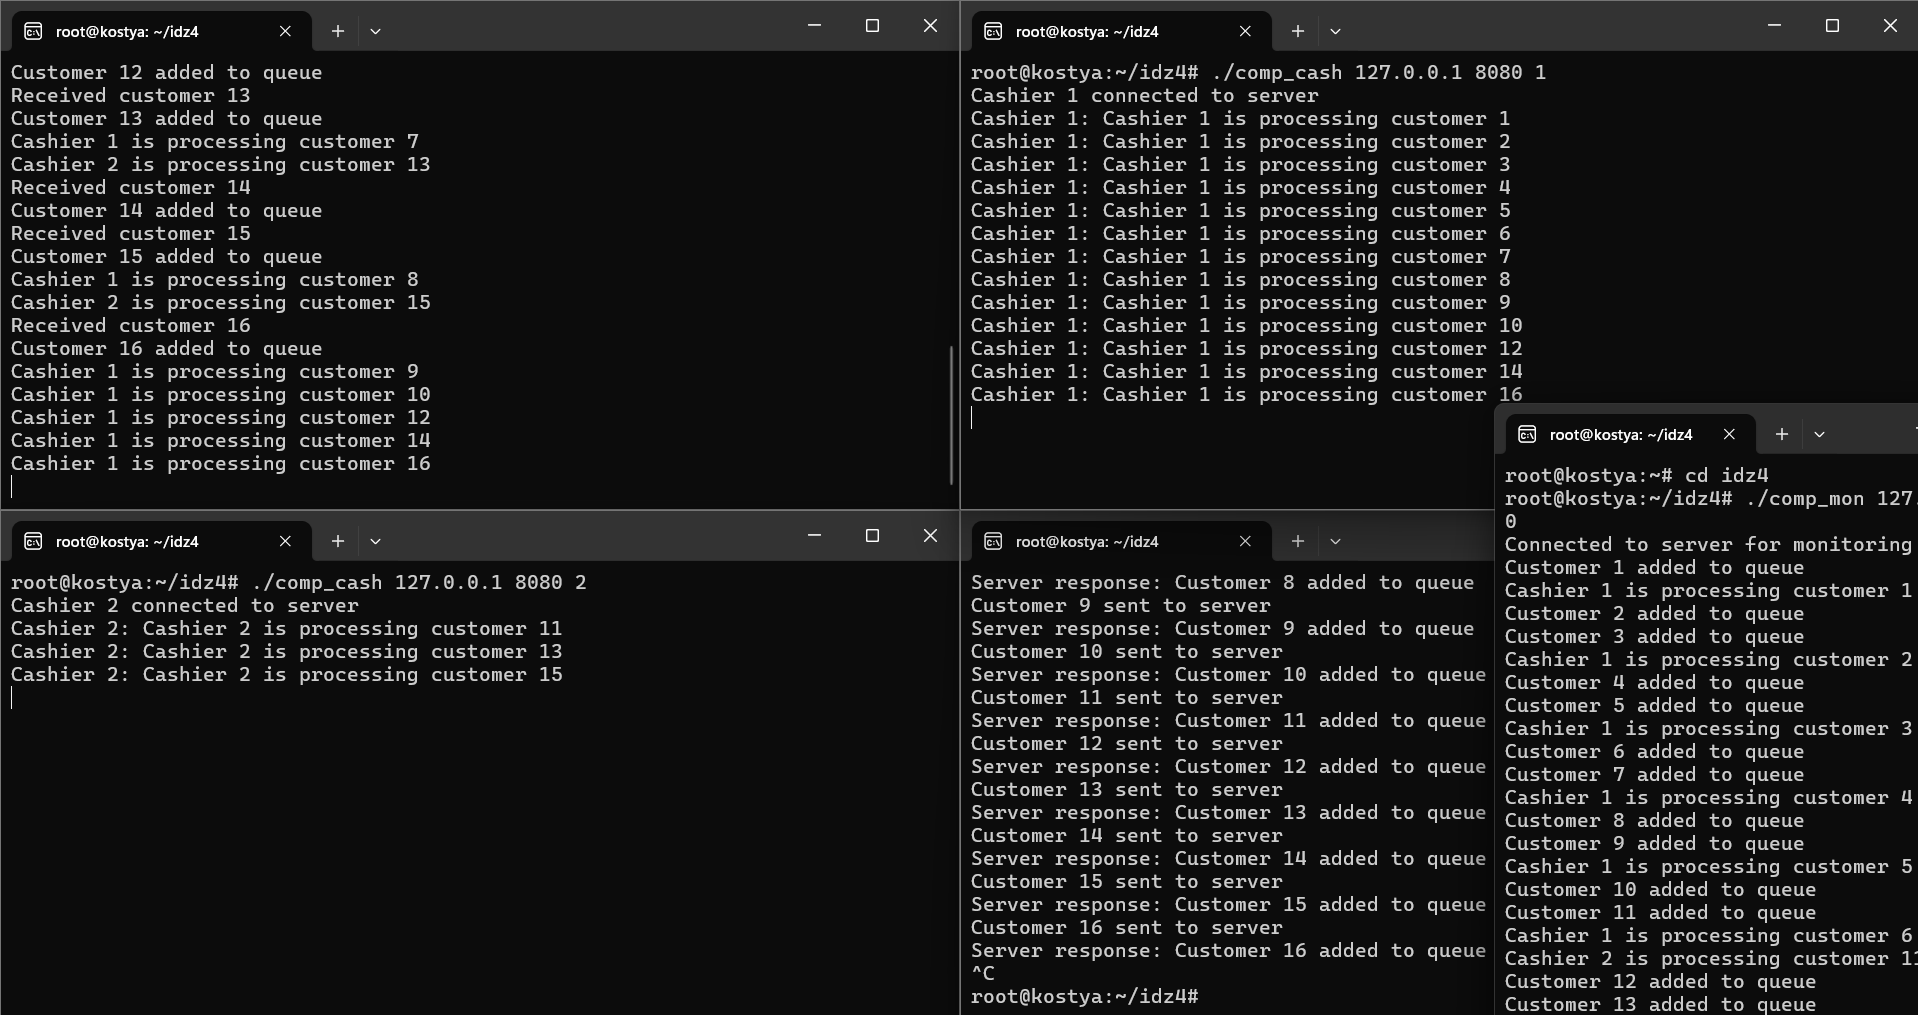 root@kostya: ~/idz4
Customer 12 added to queue
Received customer 13
Customer 13 added to queue
Cashier 1 is processing customer 7
Cashier 2 is processing customer 13
Received customer 14
Customer 14 added to queue
Received customer 15
Customer 15 added to queue
Cashier 1 is processing customer 8
Cashier 2 is processing customer 15
Received customer 16
Customer 16 added to queue
Cashier 1 is processing customer 9
Cashier 1 is processing customer 10
Cashier 1 is processing customer 12
Cashier 1 is processing customer 14
Cashier 1 is processing customer 16
root@kostya: ~/idz4
root@kostya:~/idz4# ./comp_cash 127.0.0.1 8080 1
Cashier 1 connected to server
Cashier 1: Cashier 1 is processing customer 1
Cashier 1: Cashier 1 is processing customer 2
Cashier 1: Cashier 1 is processing customer 3
Cashier 1: Cashier 1 is processing customer 4
Cashier 1: Cashier 1 is processing customer 5
Cashier 1: Cashier 1 is processing customer 6
Cashier 1: Cashier 1 is processing customer 7
Cashier 1: Cashier 1 is processing customer 8
Cashier 1: Cashier 1 is processing customer 9
Cashier 1: Cashier 1 is processing customer 10
Cashier 1: Cashier 1 is processing customer 12
Cashier 1: Cashier 1 is processing customer 14
Cashier 1: Cashier 1 is processing customer 16
root@kostya: ~/idz4
root@kostya:~/idz4# ./comp_cash 127.0.0.1 8080 2
Cashier 2 connected to server
Cashier 2: Cashier 2 is processing customer 11
Cashier 2: Cashier 2 is processing customer 13
Cashier 2: Cashier 2 is processing customer 15
root@kostya: ~/idz4
Server response: Customer 8 added to queue
Customer 9 sent to server
Server response: Customer 9 added to queue
Customer 10 sent to server
Server response: Customer 10 added to queue
Customer 11 sent to server
Server response: Customer 11 added to queue
Customer 12 sent to server
Server response: Customer 12 added to queue
Customer 13 sent to server
Server response: Customer 13 added to queue
Customer 14 sent to server
Server response: Customer 14 added to queue
Customer 15 sent to server
Server response: Customer 15 added to queue
Customer 16 sent to server
Server response: Customer 16 added to queue
^C
root@kostya:~/idz4#
root@kostya: ~/idz4
root@kostya:~# cd idz4
root@kostya:~/idz4# ./comp_mon 127.
0
Connected to server for monitoring
Customer 1 added to queue
Cashier 1 is processing customer 1
Customer 2 added to queue
Customer 3 added to queue
Cashier 1 is processing customer 2
Customer 4 added to queue
Customer 5 added to queue
Cashier 1 is processing customer 3
Customer 6 added to queue
Customer 7 added to queue
Cashier 1 is processing customer 4
Customer 8 added to queue
Customer 9 added to queue
Cashier 1 is processing customer 5
Customer 10 added to queue
Customer 11 added to queue
Cashier 1 is processing customer 6
Cashier 2 is processing customer 11
Customer 12 added to queue
Customer 13 added to queue